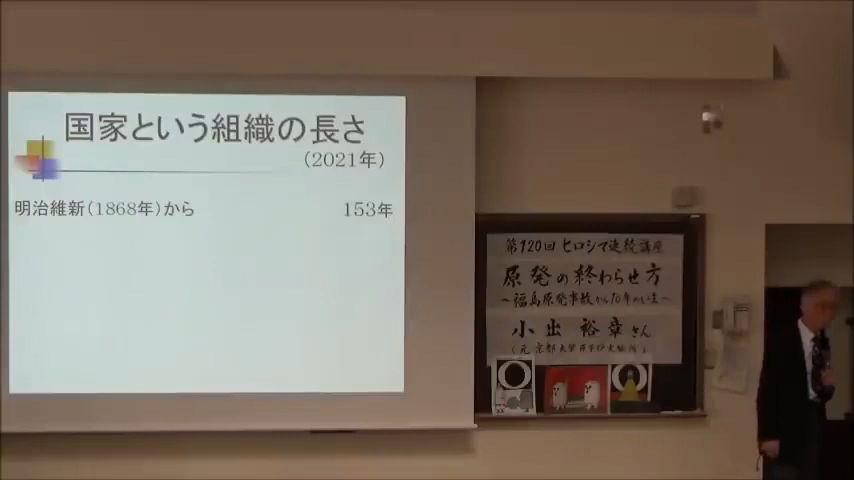 国家という組織の長さ
(2021年)
明治維新(1868年)から 153年
第120回 ヒロシマ連続講座
原発の終わらせ方
~福島原発事故から10年のいま~
小出 裕章さん